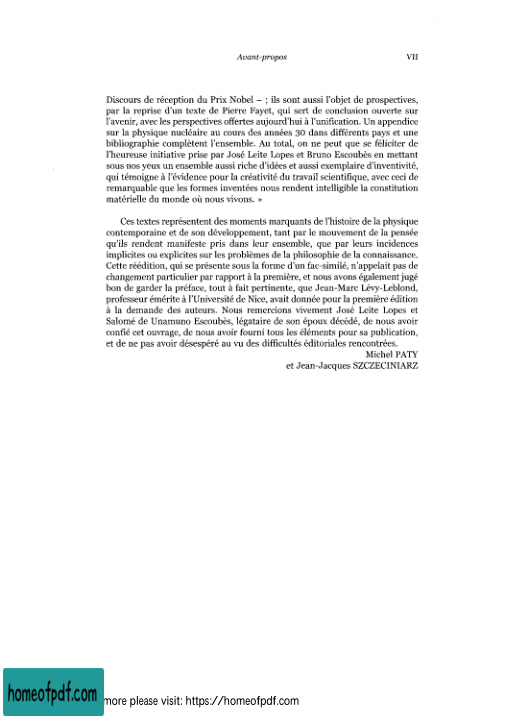 Avant-propos VII
Discours de réception du Prix Nobel – ; ils sont aussi l'objet de prospectives,
par la reprise d'un texte de Pierre Fayet, qui sert de conclusion ouverte sur
l'avenir, avec les perspectives offertes aujourd'hui à l'unification. Un appendice
sur la physique nucléaire au cours des années 30 dans différents pays et une
bibliographie complètent l'ensemble. Au total, on ne peut que se féliciter de
l'heureuse initiative prise par José Leite Lopes et Bruno Escoubès en mettant
sous nos yeux un ensemble aussi riche d'idées et aussi exemplaire d'inventivité,
qui témoigne à l'évidence pour la créativité du travail scientifique, avec ceci de
remarquable que les formes inventées nous rendent intelligible la constitution
matérielle du monde où nous vivons. »
Ces textes représentent des moments marquants de l'histoire de la physique
contemporaine et de son développement, tant par le mouvement de la pensée
qu'ils rendent manifeste pris dans leur ensemble, que par leurs incidences
implicites ou explicites sur les problèmes de la philosophie de la connaissance.
Cette réédition, qui se présente sous la forme d'un fac-similé, n'appelait pas de
changement particulier par rapport à la première, et nous avons également jugé
bon de garder la préface, tout à fait pertinente, que Jean-Marc Lévy-Leblond,
professeur émérite à l'Université de Nice, avait donnée pour la première édition
à la demande des auteurs. Nous remercions vivement José Leite Lopes et
Salomé de Unamuno Escoubès, légataire de son époux décédé, de nous avoir
confié cet ouvrage, de nous avoir fourni tous les éléments pour sa publication,
et de ne pas avoir désespéré au vu des difficultés éditoriales rencontrées.
Michel PATY
et Jean-Jacques SZCZECINIARZ
homeofpdf.com more please visit: https://homeofpdf.com